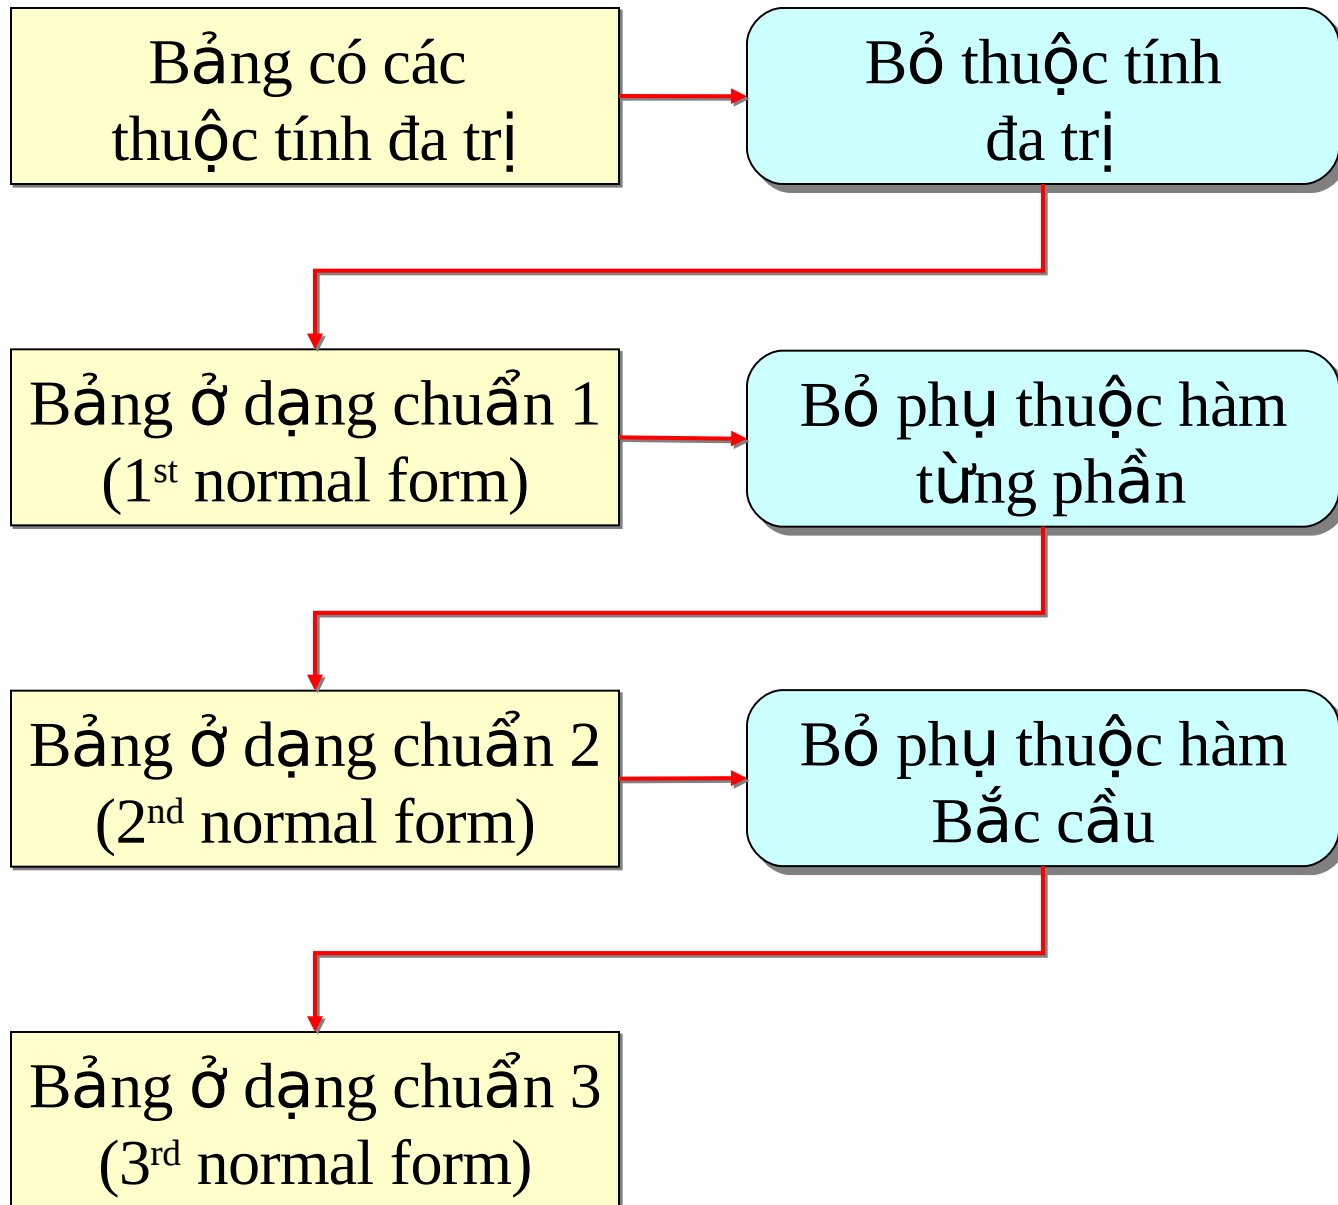 Bảng có các
thuộc tính đa trị
Bỏ thuộc tính
đa trị
Bảng ở dạng chuẩn 1
(1st normal form)
Bỏ phụ thuộc hàm
từng phần
Bảng ở dạng chuẩn 2
(2nd normal form)
Bỏ phụ thuộc hàm
Bắc cầu
Bảng ở dạng chuẩn 3
(3rd normal form)